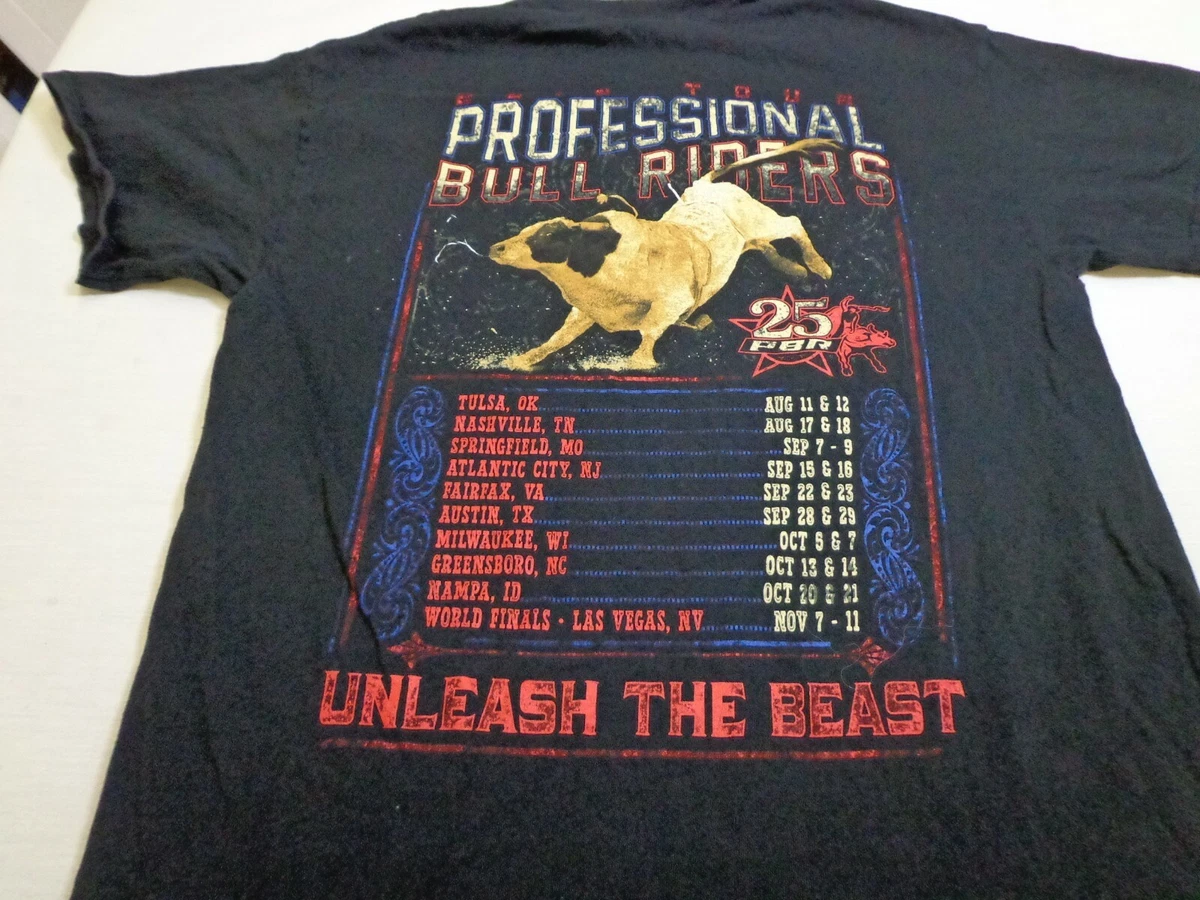 TOUR
PROFESSIONAL
BULL RIDERS
25
PBR
TULSA, OK AUG 11 & 12
NASHVILLE, TN AUG 17 & 18
SPRINGFIELD, MO SEP 7 - 9
ATLANTIC CITY, NJ SEP 15 & 16
FAIRFAX, VA SEP 22 & 23
AUSTIN, TX SEP 28 & 29
MILWAUKEE, WI OCT 6 & 7
GREENSBORO, NC OCT 13 & 14
NAMPA, ID OCT 20 & 21
WORLD FINALS • LAS VEGAS, NV NOV 7 - 11
UNLEASH THE BEAST